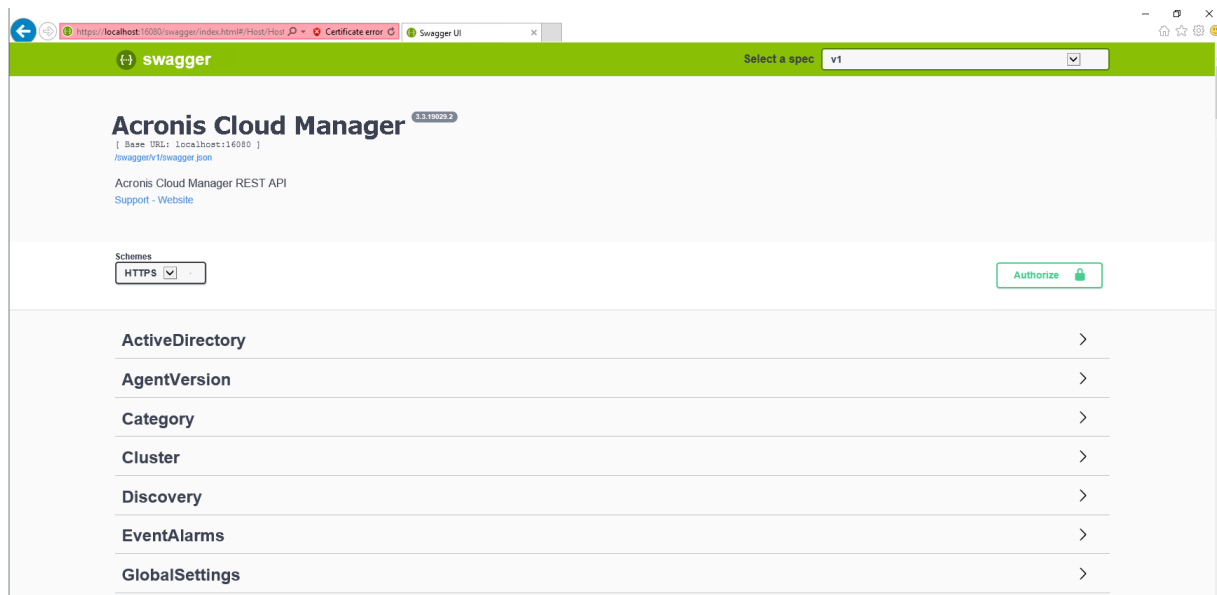 https://localhost:16080/swagger/index.html#/Host/Host
Certificate error
Swagger UI
swagger
Select a spec
v1
Acronis Cloud Manager 3.3.19029.2
[ Base URL: localhost:16080 ]
/swagger/v1/swagger.json
Acronis Cloud Manager REST API
Support - Website
Schemes
HTTPS
Authorize
ActiveDirectory
AgentVersion
Category
Cluster
Discovery
EventAlarms
GlobalSettings